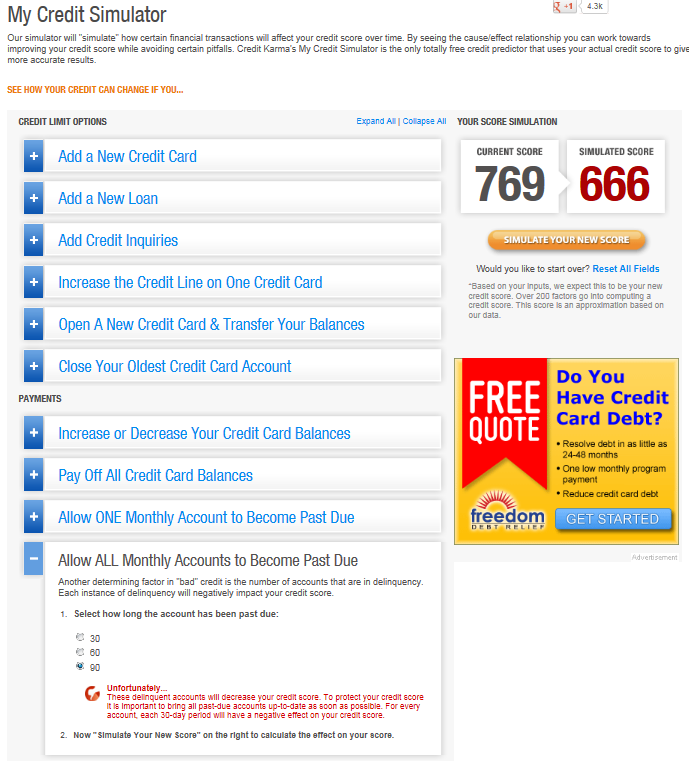 My Credit Simulator
+1
4.3k
Our simulator will "simulate" how certain financial transactions will affect your credit score over time. By seeing the cause/effect relationship you can work towards
improving your credit score while avoiding certain pitfalls. Credit Karma's My Credit Simulator is the only totally free credit predictor that uses your actual credit score to give
more accurate results.
SEE HOW YOUR CREDIT CAN CHANGE IF YOU...
CREDIT LIMIT OPTIONS
Expand All | Collapse All
+ Add a New Credit Card
+ Add a New Loan
+ Add Credit Inquiries
+ Increase the Credit Line on One Credit Card
+ Open A New Credit Card & Transfer Your Balances
+ Close Your Oldest Credit Card Account
PAYMENTS
+ Increase or Decrease Your Credit Card Balances
+ Pay Off All Credit Card Balances
+ Allow ONE Monthly Account to Become Past Due
– Allow ALL Monthly Accounts to Become Past Due
Another determining factor in "bad" credit is the number of accounts that are in delinquency.
Each instance of delinquency will negatively impact your credit score.
1. Select how long the account has been past due:
30
60
90
Unfortunately...
These delinquent accounts will decrease your credit score. To protect your credit score
it is important to bring all past-due accounts up-to-date as soon as possible. For every
account, each 30-day period will have a negative effect on your credit score.
2. Now "Simulate Your New Score" on the right to calculate the effect on your score.
YOUR SCORE SIMULATION
CURRENT SCORE
769
SIMULATED SCORE
666
SIMULATE YOUR NEW SCORE
Would you like to start over? Reset All Fields
*Based on your inputs, we expect this to be your new
credit score. Over 200 factors go into computing a
credit score. This score is an approximation based on
our data.
FREE
QUOTE
freedom
DEBT RELIEF
Do You
Have Credit
Card Debt?
• Resolve debt in as little as
24-48 months
• One low monthly program
payment
• Reduce credit card debt
GET STARTED
Advertisement